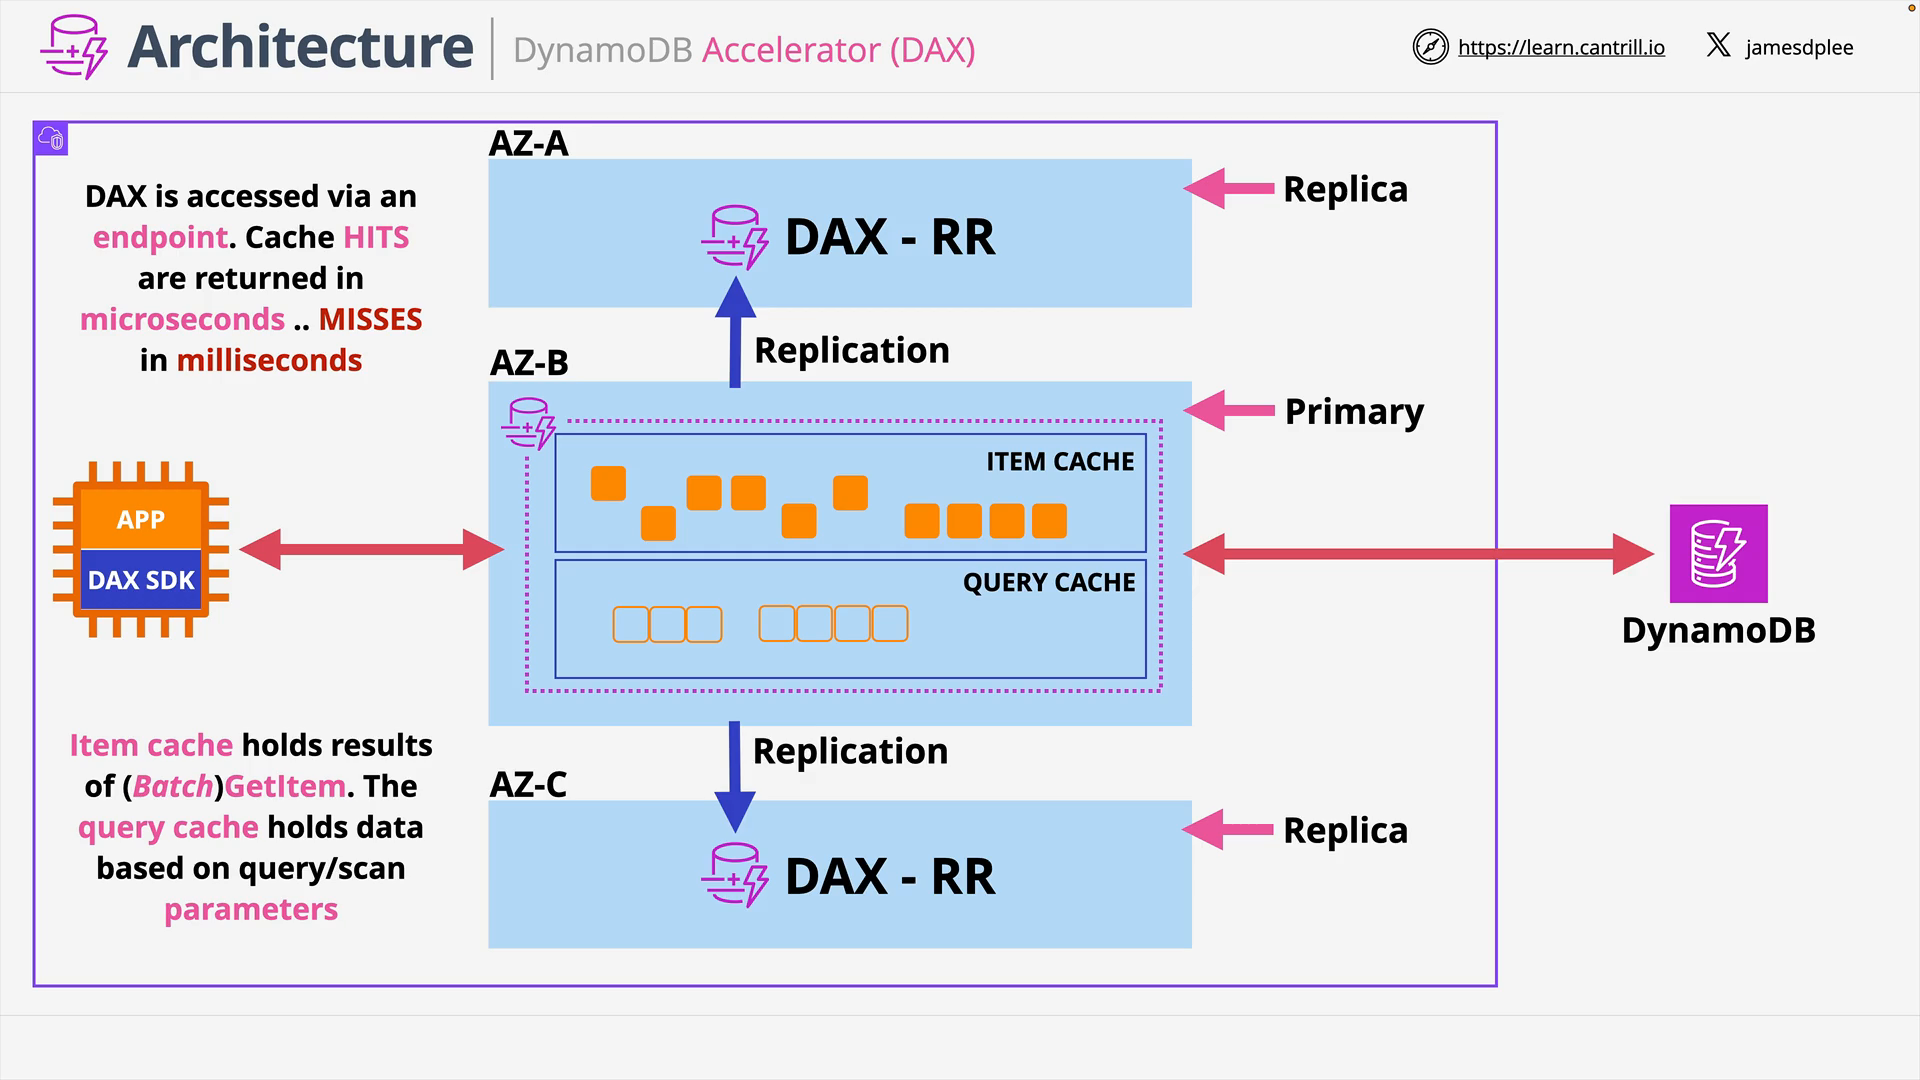 Architecture
DynamoDB Accelerator (DAX)
https://learn.cantrill.io
jamesdplee
DAX is accessed via an
endpoint. Cache HITS
are returned in
microseconds .. MISSES
in milliseconds
AZ-A
DAX - RR
Replica
Replication
AZ-B
Primary
ITEM CACHE
QUERY CACHE
APP
DAX SDK
DynamoDB
Replication
Item cache holds results
of (Batch)GetItem. The
query cache holds data
based on query/scan
parameters
AZ-C
DAX - RR
Replica